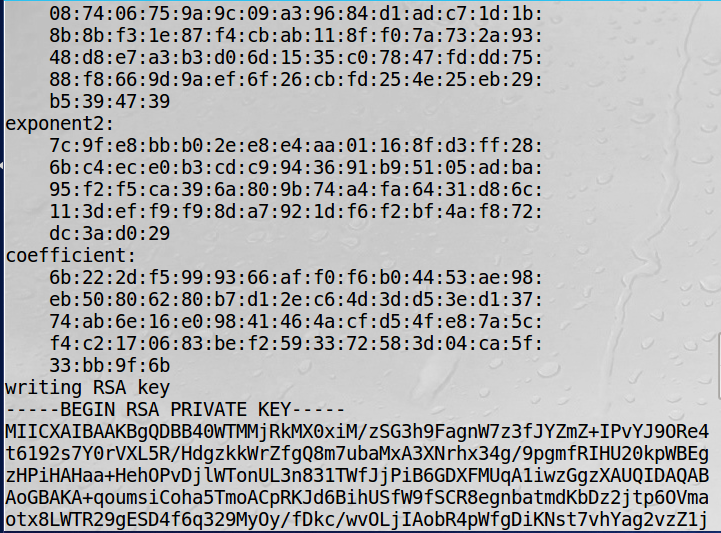 08:74:06:75:9a:9c:09:a3:96:84:d1:ad:c7:1d:1b:
8b:8b:f3:1e:87:f4:cb:ab:11:8f:f0:7a:73:2a:93:
48:d8:e7:a3:b3:d0:6d:15:35:c0:78:47:fd:dd:75:
88:f8:66:9d:9a:ef:6f:26:cb:fd:25:4e:25:eb:29:
b5:39:47:39
exponent2:
7c:9f:e8:bb:b0:2e:e8:e4:aa:01:16:8f:d3:ff:28:
6b:c4:ec:e0:b3:cd:c9:94:36:91:b9:51:05:ad:ba:
95:f2:f5:ca:39:6a:80:9b:74:a4:fa:64:31:d8:6c:
11:3d:ef:f9:f9:8d:a7:92:1d:f6:f2:bf:4a:f8:72:
dc:3a:d0:29
coefficient:
6b:22:2d:f5:99:93:66:af:f0:f6:b0:44:53:ae:98:
eb:50:80:62:80:b7:d1:2e:c6:4d:3d:d5:3e:d1:37:
74:ab:6e:16:e0:98:41:46:4a:cf:d5:4f:e8:7a:5c:
f4:c2:17:06:83:be:f2:59:33:72:58:3d:04:ca:5f:
33:bb:9f:6b
writing RSA key
-----BEGIN RSA PRIVATE KEY-----
MIICXAIBAAKBgQDBB40WTMMjRkMX0xiM/zSG3h9FagnW7z3fJYZmZ+IPvYJ9ORe4
t6192s7Y0rVXL5R/HdgzkkWrZfgQ8m7ubaMxA3XNrhx34g/9pgmfRIHU20kpWBEg
zHPiHAHaa+HehOPvDjlWTonUL3n831TWfJjPiB6GDXFMUqA1iwzGgzXAUQIDAQAB
AoGBAKA+qoumsiCoha5TmoACpRKJd6BihUSfW9fSCR8egnbatmdKbDz2jtp6OVma
otx8LWTR29gESD4f6q329MyOy/fDkc/wvOLjIAobR4pWfgDiKNst7vhYag2vzZ1j